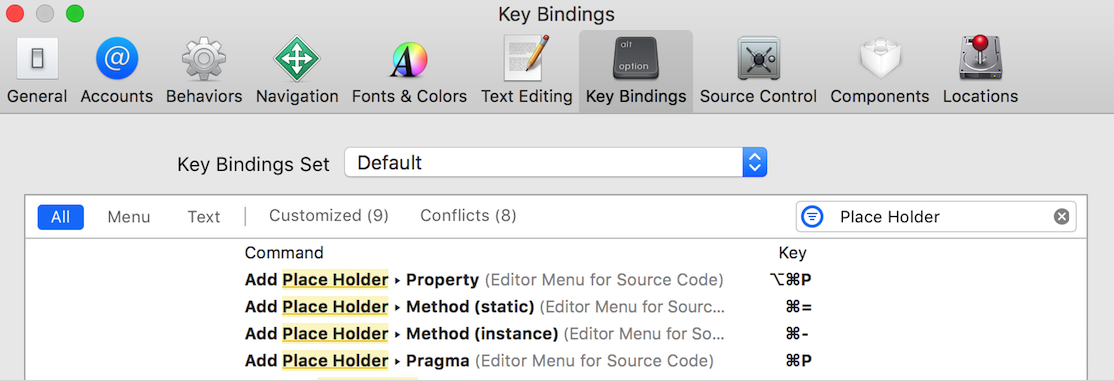 Key Bindings
alt
option
General Accounts Behaviors Navigation Fonts & Colors Text Editing Key Bindings Source Control Components Locations
Key Bindings Set Default
All Menu Text Customized (9) Conflicts (8) Place Holder
Command Key
Add Place Holder ▸ Property (Editor Menu for Source Code) ⌥⌘P
Add Place Holder ▸ Method (static) (Editor Menu for Sourc... ⌘=
Add Place Holder ▸ Method (instance) (Editor Menu for So... ⌘-
Add Place Holder ▸ Pragma (Editor Menu for Source Code) ⌘P